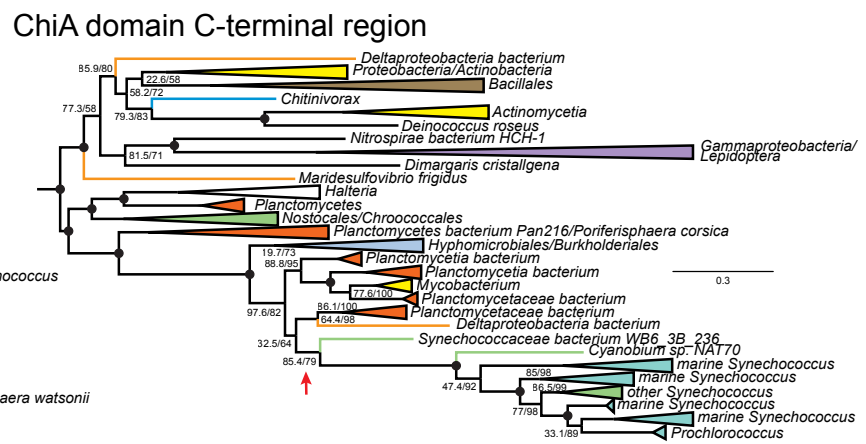 ChiA domain C-terminal region
Deltaproteobacteria bacterium
85.9/80
Proteobacteria/Actinobacteria
22.6/58
Bacillales
58.2/72
Chitinivorax
77.3/58
79.3/83
Actinomycetia
Deinococcus roseus
Nitrospirae bacterium HCH-1
Gammaproteobacteria/
Lepidoptera
81.5/71
Dimargaris cristallgena
Maridesulfovibrio frigidus
Halteria
Planctomycetes
Nostocales/Chroococcales
Planctomycetes bacterium Pan216/Poriferisphaera corsica
Hyphomicrobiales/Burkholderiales
19.7/73
Planctomycetia bacterium
88.8/95
Planctomycetia bacterium
ochococcus
0.3
Mycobacterium
77.6/100
Planctomycetaceae bacterium
97.6/82
86.1/100
Planctomycetaceae bacterium
64.4/98
Deltaproteobacteria bacterium
32.5/64
Synechococcaceae bacterium WB6_3B_236
Cyanobium sp. NAT70
85.4/79
marine Synechococcus
85/98
marine Synechococcus
47.4/92
86.5/99
other Synechococcus
aera watsonii
marine Synechococcus
77/98
marine Synechococcus
33.1/89
Prochlorococcus